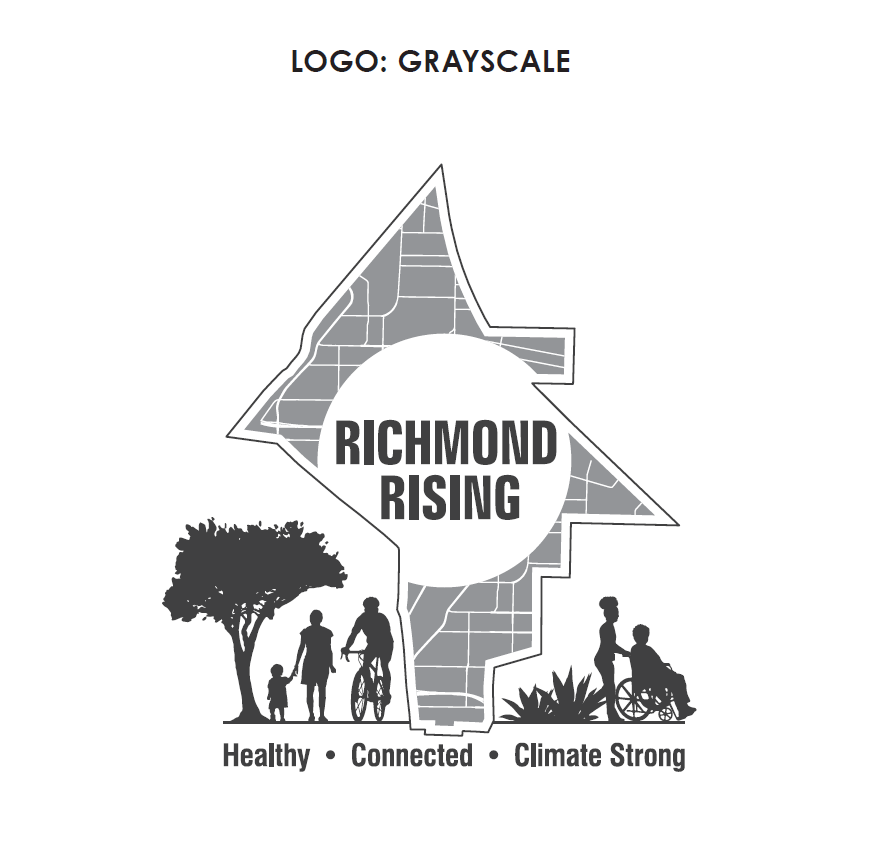 LOGO: GRAYSCALE
RICHMOND
RISING
Healthy • Connected • Climate Strong